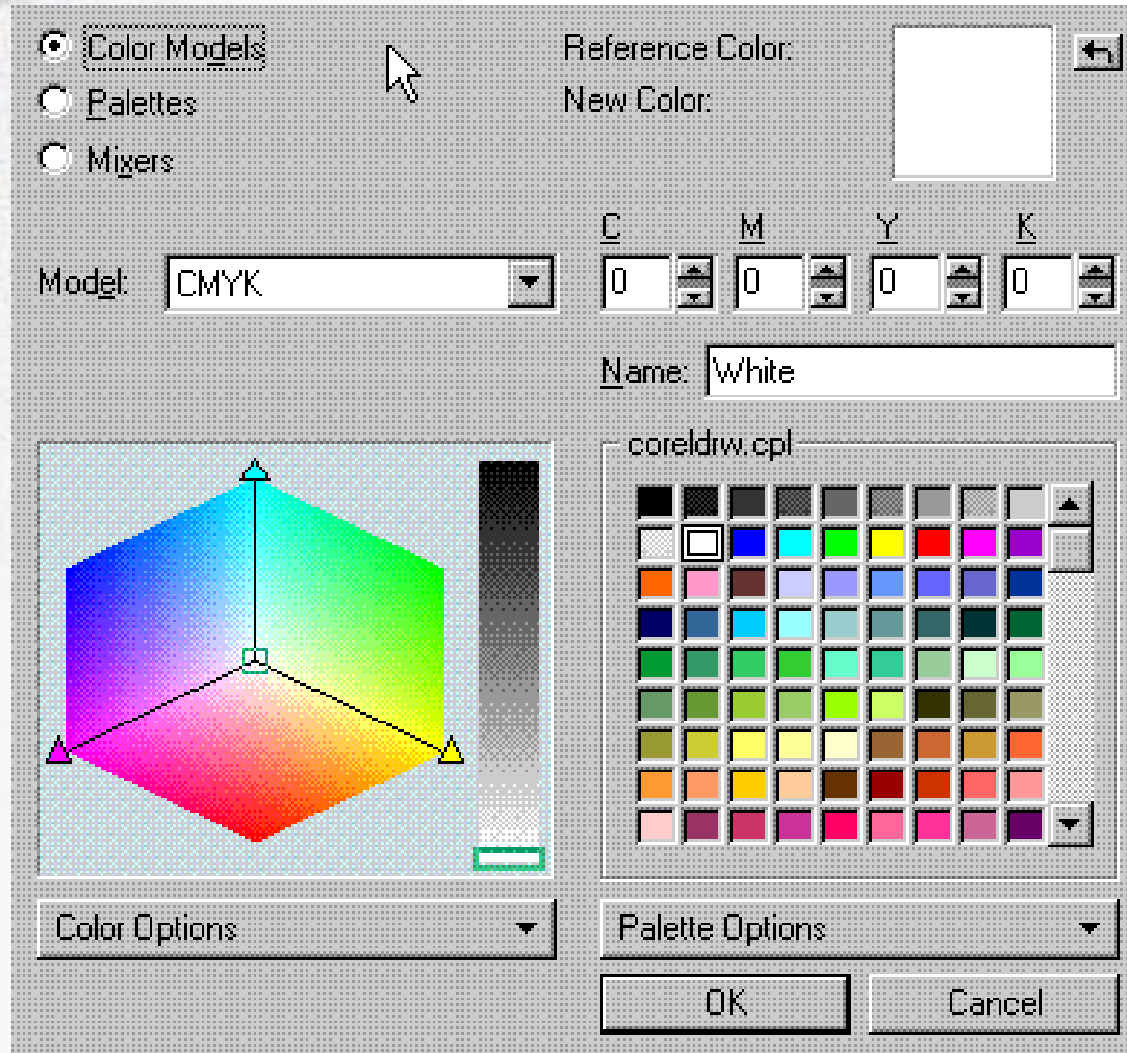 Color Models
Palettes
Mixers
Reference Color:
New Color:
C M Y K
Model: CMYK 0 0 0 0
Name: White
coreldrw.cpl
Color Options
Palette Options
OK Cancel